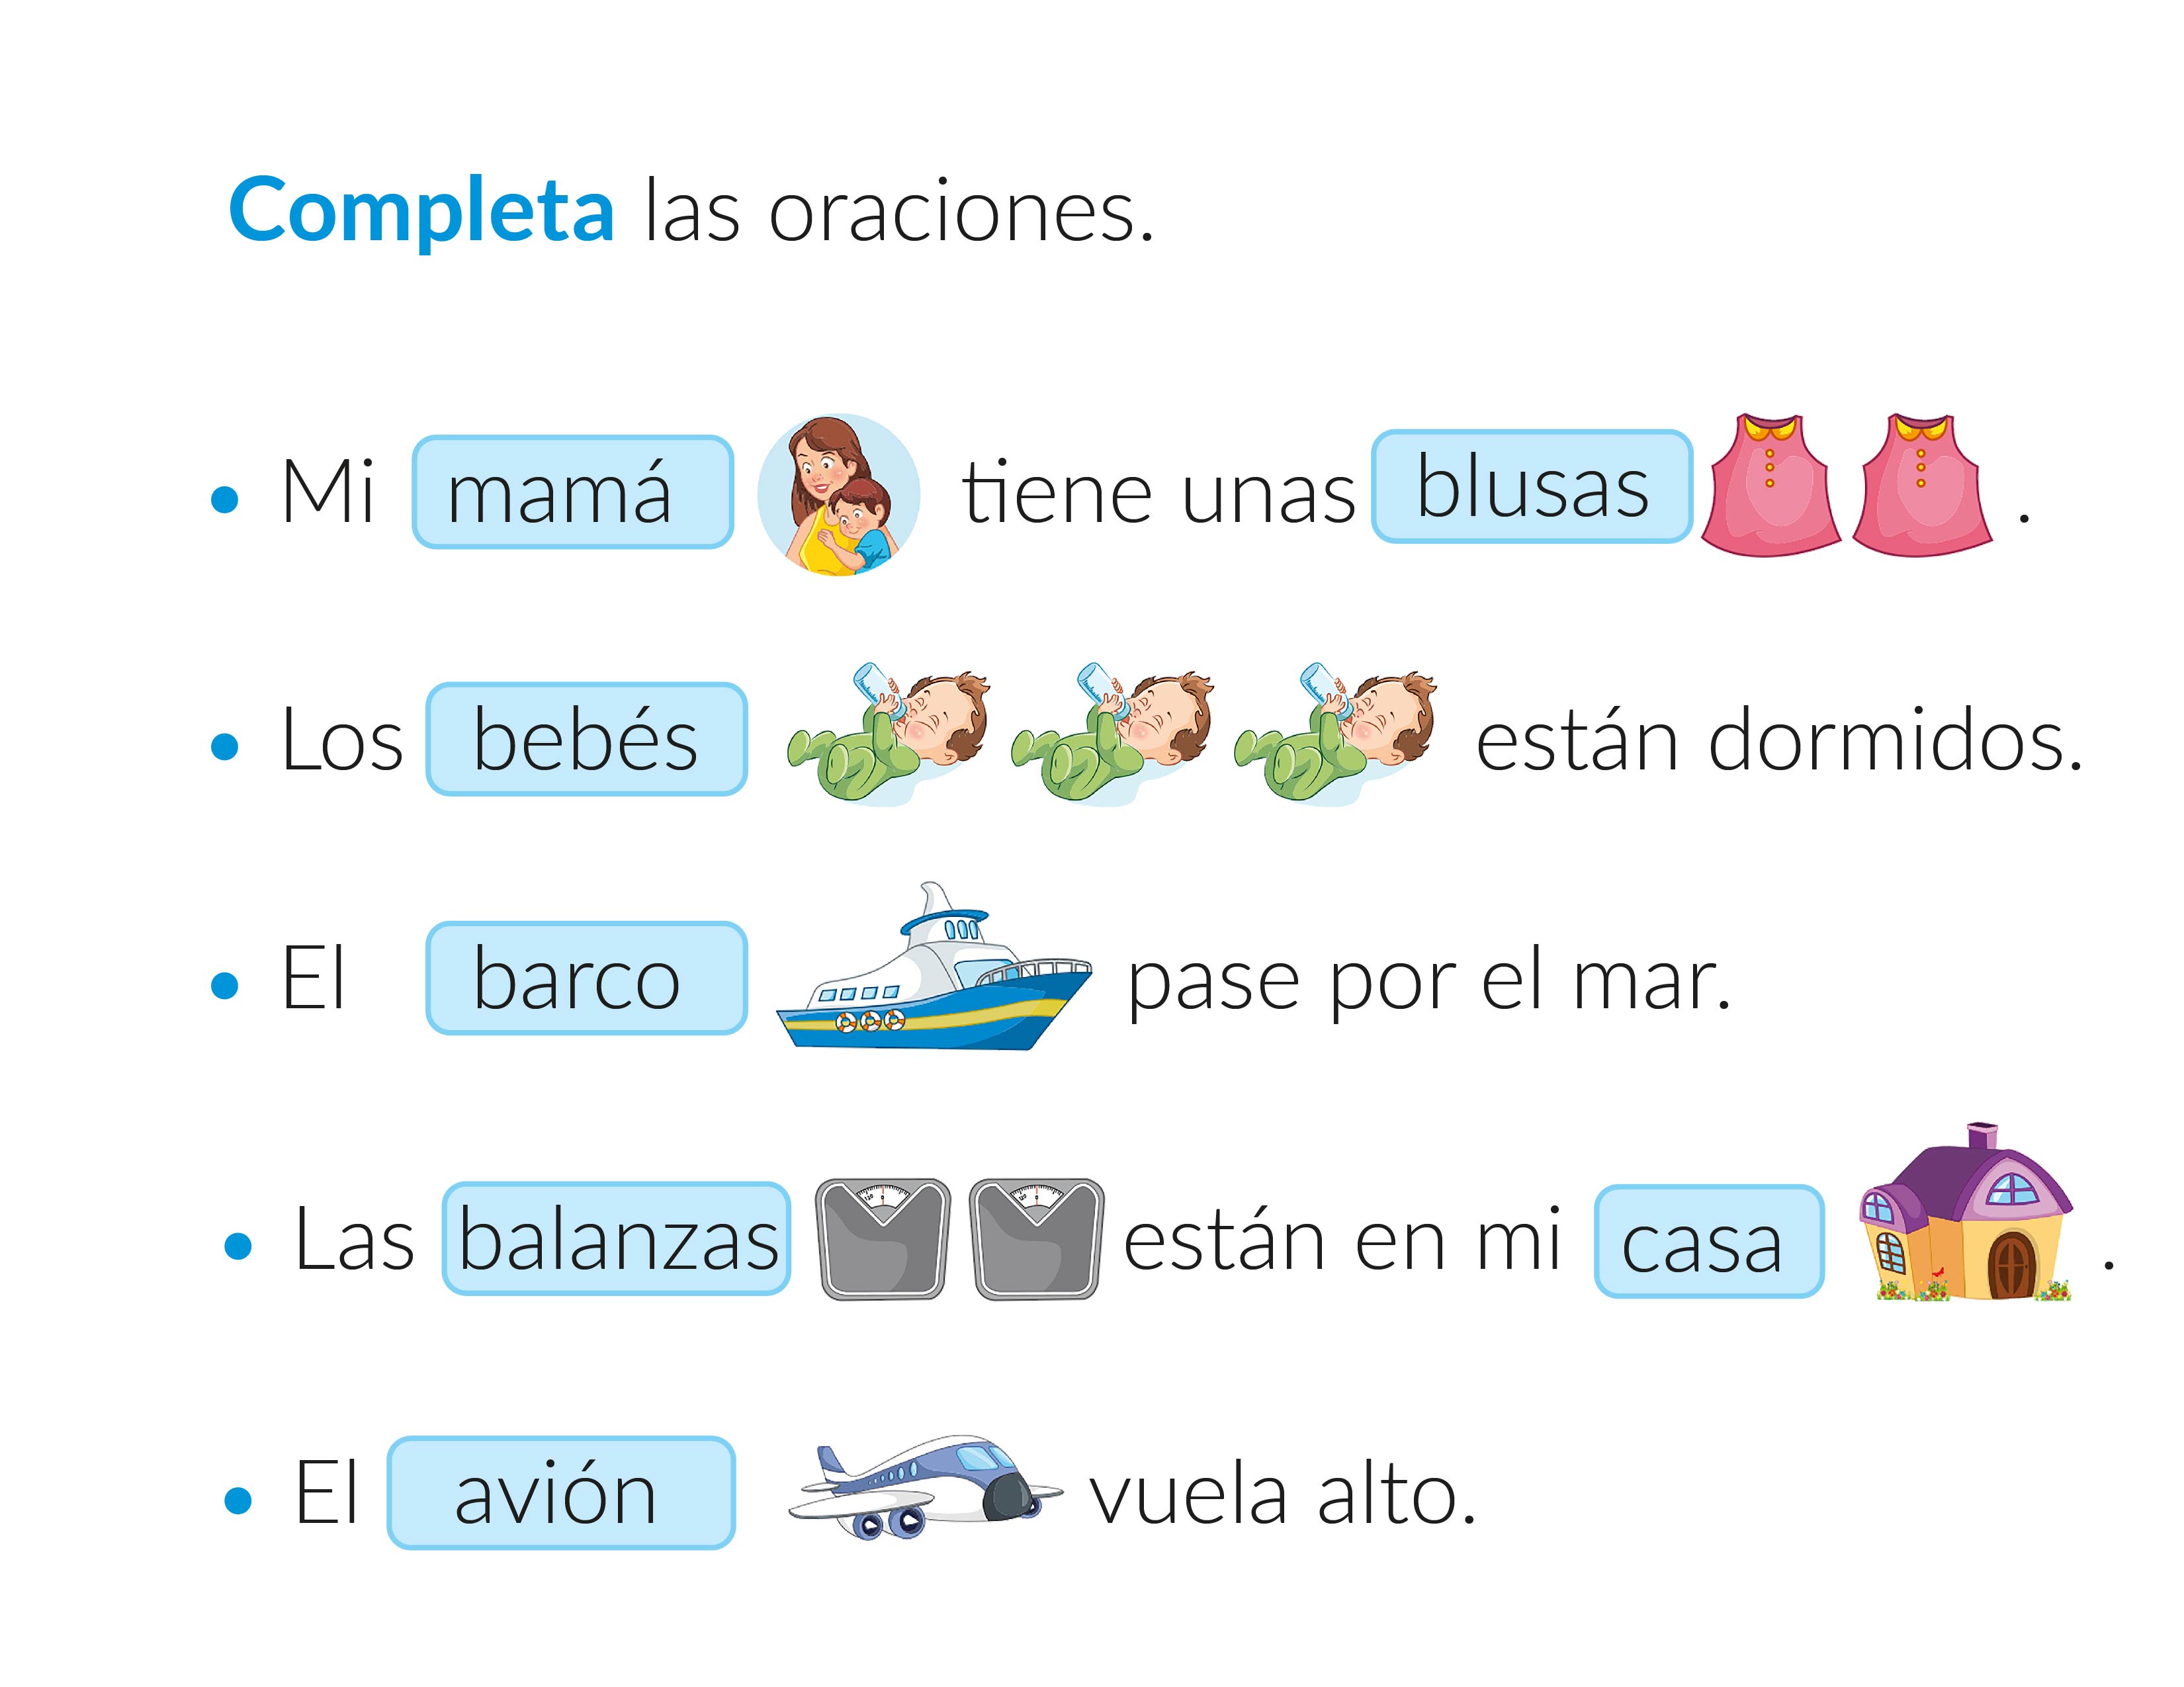 Completa las oraciones.
• Mi mamá tiene unas blusas .
• Los bebés están dormidos.
• El barco pase por el mar.
• Las balanzas están en mi casa .
• El avión vuela alto.